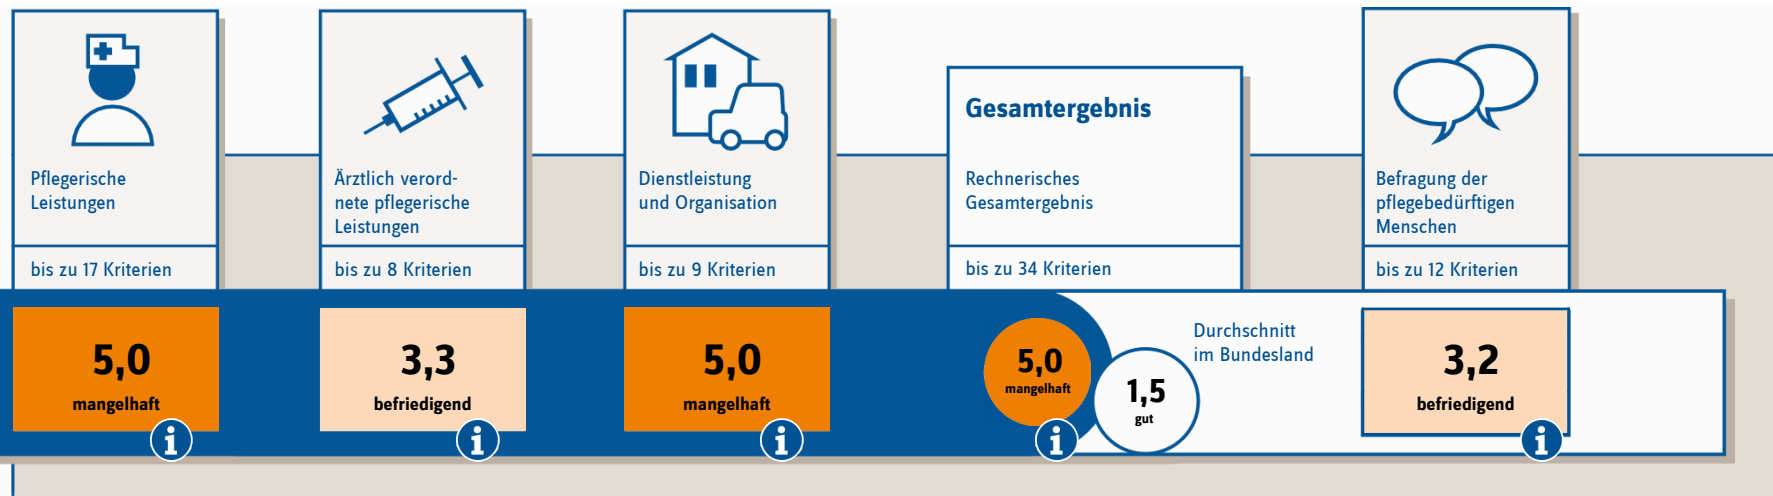 Pflegerische
Leistungen
bis zu 17 Kriterien
5,0
mangelhaft
i
Ärztlich verord-
nete pflegerische
Leistungen
bis zu 8 Kriterien
3,3
befriedigend
i
Dienstleistung
und Organisation
bis zu 9 Kriterien
5,0
mangelhaft
i
Gesamtergebnis
Rechnerisches
Gesamtergebnis
bis zu 34 Kriterien
5,0
mangelhaft
i
1,5
gut
Durchschnitt
im Bundesland
Befragung der
pflegebedürftigen
Menschen
bis zu 12 Kriterien
3,2
befriedigend
i